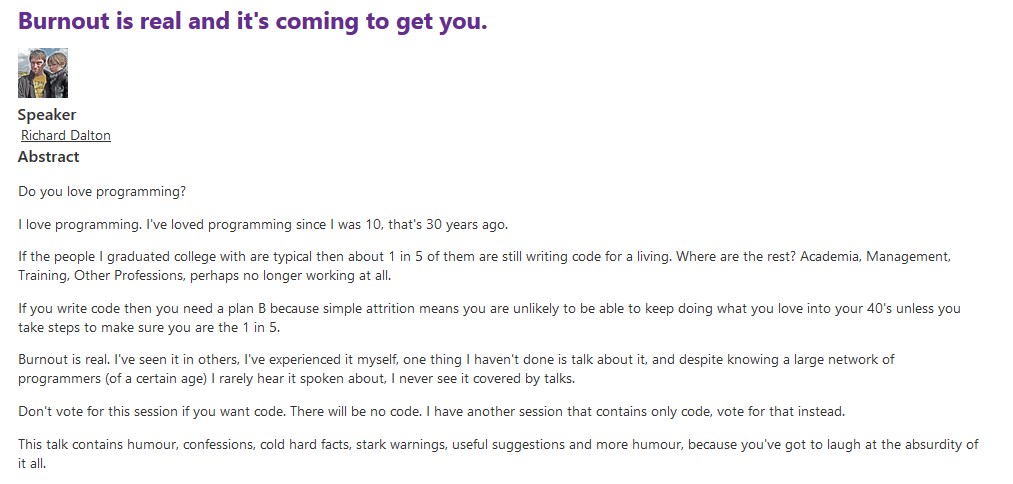 Burnout is real and it's coming to get you.
Speaker
Richard Dalton
Abstract
Do you love programming?
I love programming. I've loved programming since I was 10, that's 30 years ago.
If the people I graduated college with are typical then about 1 in 5 of them are still writing code for a living. Where are the rest? Academia, Management,
Training, Other Professions, perhaps no longer working at all.
If you write code then you need a plan B because simple attrition means you are unlikely to be able to keep doing what you love into your 40's unless you
take steps to make sure you are the 1 in 5.
Burnout is real. I've seen it in others, I've experienced it myself, one thing I haven't done is talk about it, and despite knowing a large network of
programmers (of a certain age) I rarely hear it spoken about, I never see it covered by talks.
Don't vote for this session if you want code. There will be no code. I have another session that contains only code, vote for that instead.
This talk contains humour, confessions, cold hard facts, stark warnings, useful suggestions and more humour, because you've got to laugh at the absurdity of
it all.